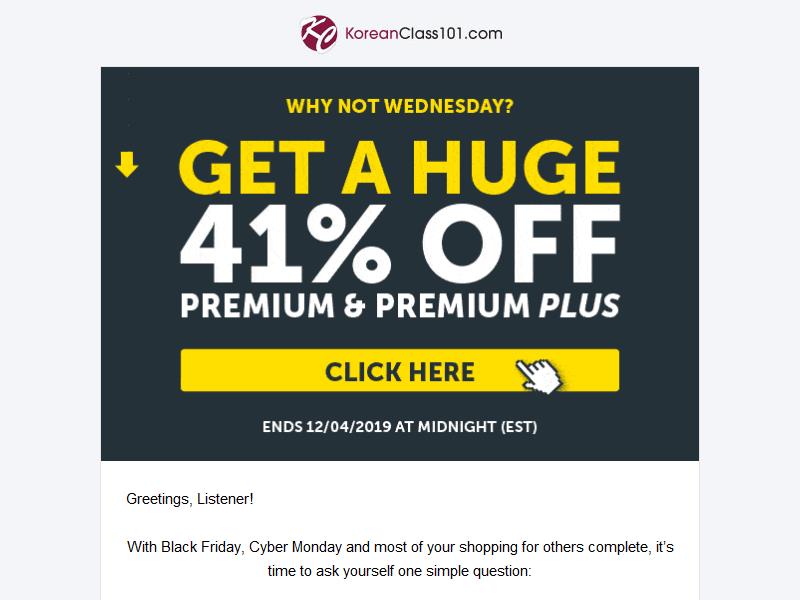 KoreanClass101.com
WHY NOT WEDNESDAY?
GET A HUGE
41% OFF
PREMIUM & PREMIUM PLUS
CLICK HERE
ENDS 12/04/2019 AT MIDNIGHT (EST)
Greetings, Listener!
With Black Friday, Cyber Monday and most of your shopping for others complete, it's
time to ask yourself one simple question: